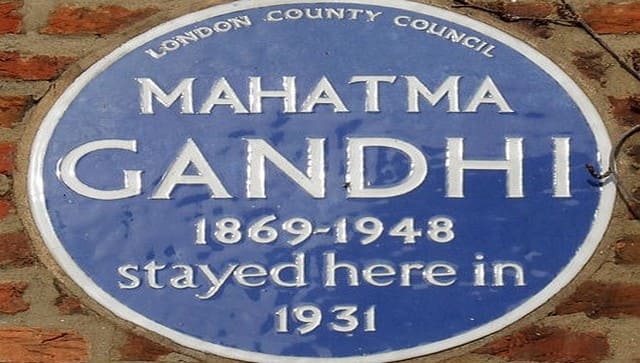 LONDON COUNTY COUNCIL
MAHATMA
GANDHI
1869-1948
stayed here in
1931